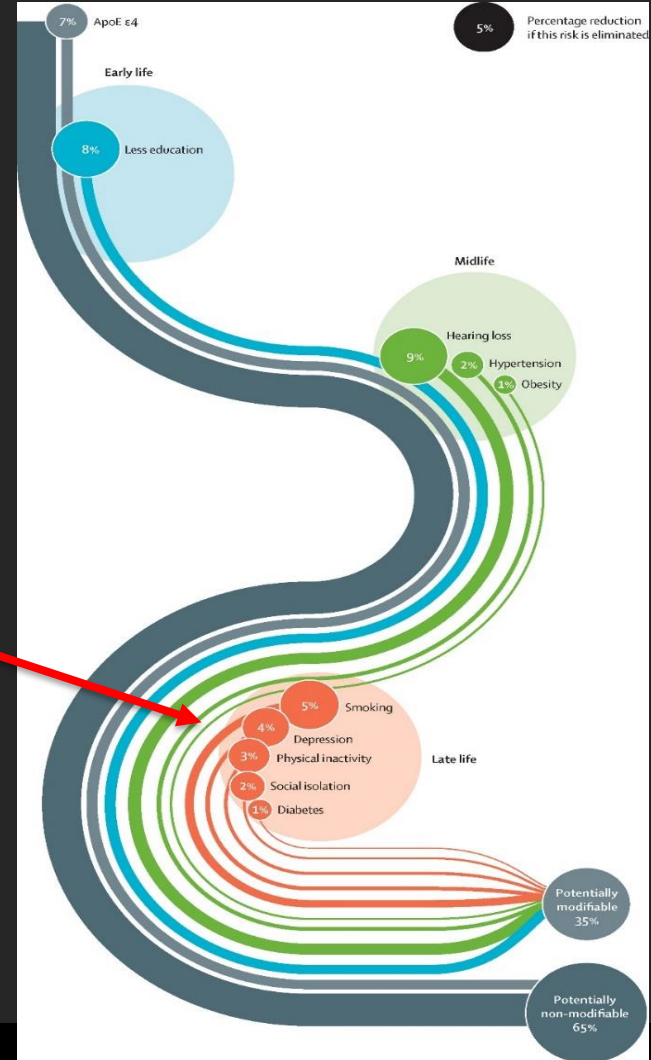 7% ApoE ε4
5% Percentage reduction
if this risk is eliminated
Early life
8% Less education
Midlife
Hearing loss
9%
2% Hypertension
1% Obesity
5% Smoking
4%
Depression
3% Physical inactivity
Late life
2% Social isolation
1% Diabetes
Potentially
modifiable
35%
Potentially
non-modifiable
65%